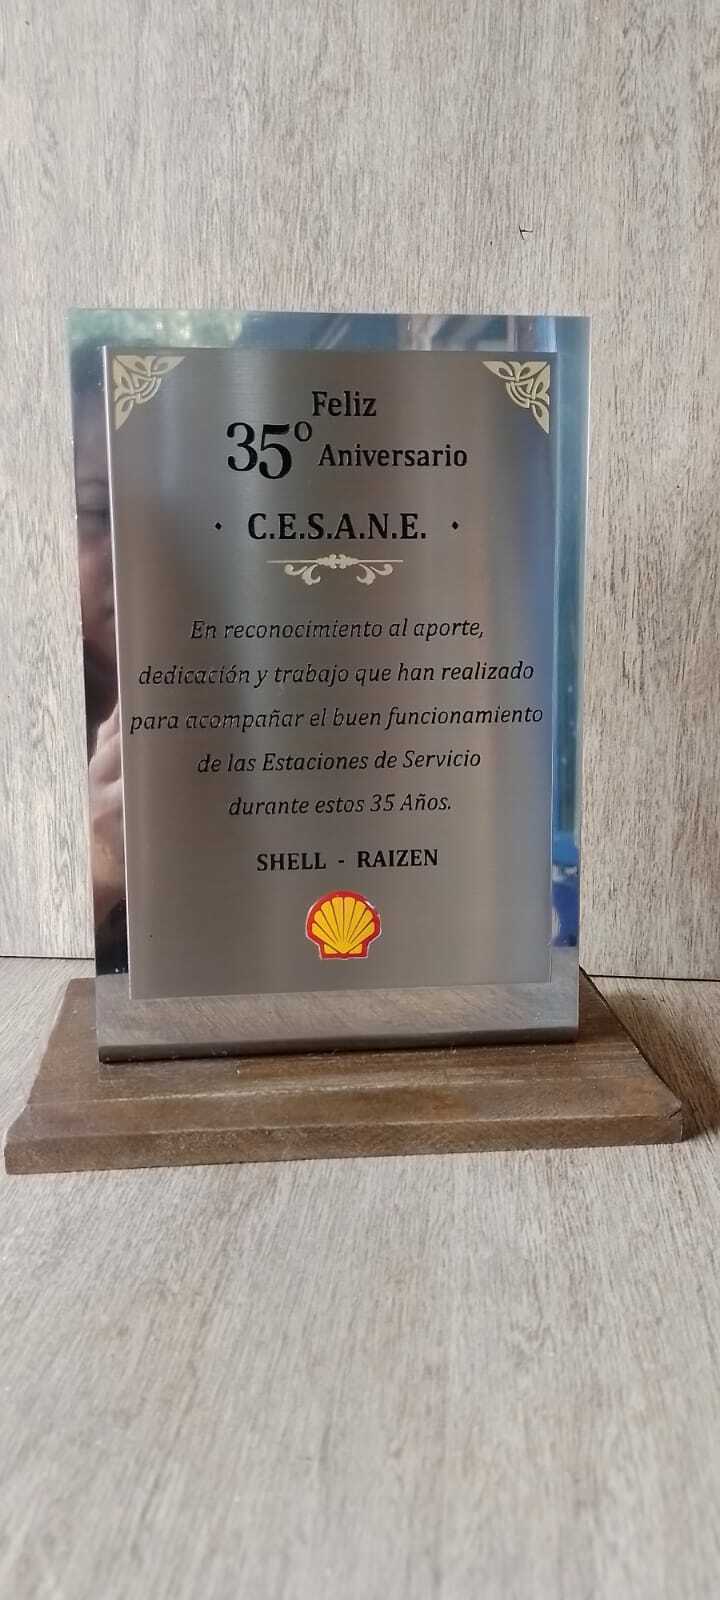 Feliz
35º Aniversario
· C.E.S.A.N.E. ·
En reconocimiento al aporte,
dedicación y trabajo que han realizado
para acompañar el buen funcionamiento
de las Estaciones de Servicio
durante estos 35 Años.
SHELL - RAIZEN